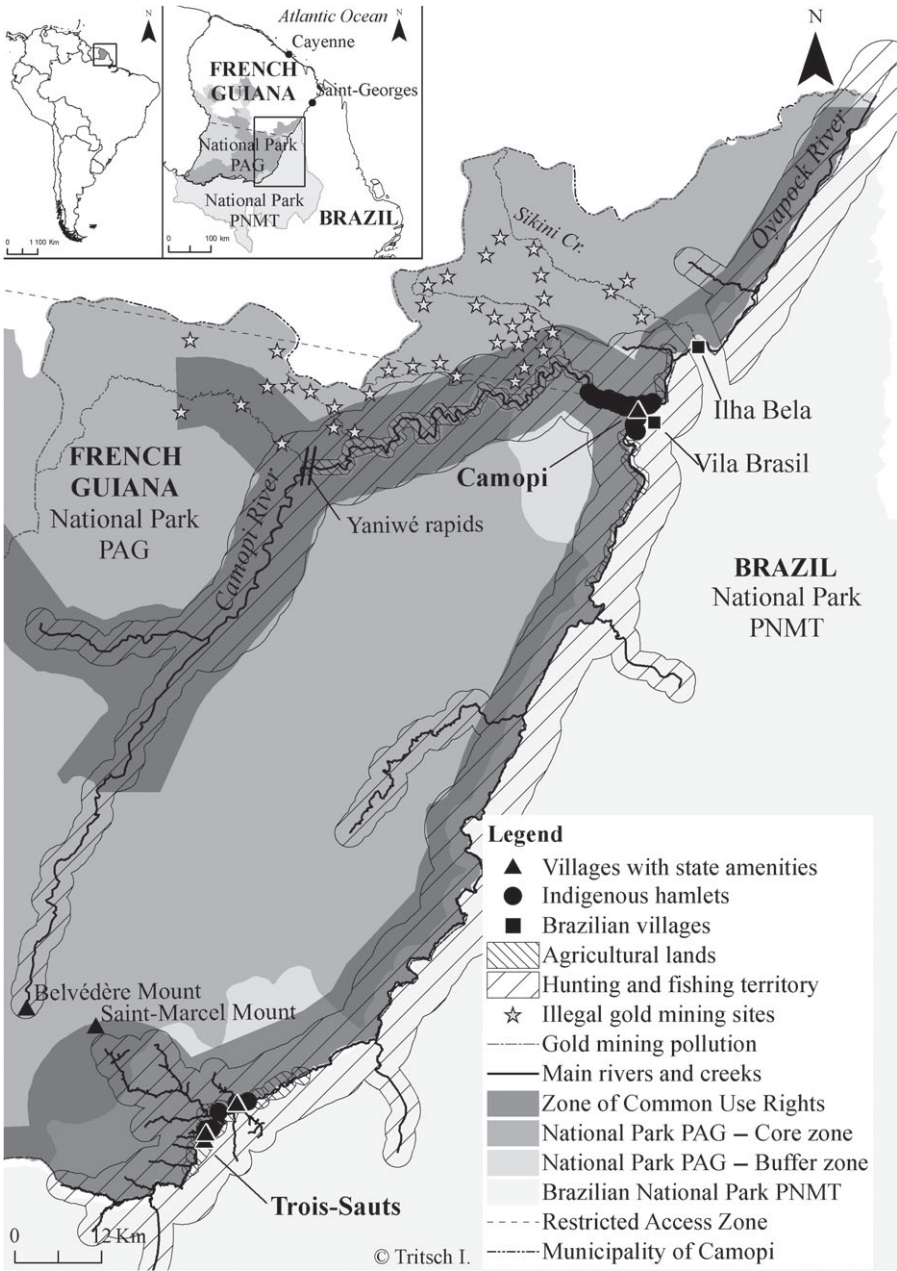 N
N
Atlantic Ocean
Cayenne
FRENCH
GUIANA
Saint-Georges
National Park
PAG
National Park
PNMT
BRAZIL
0 1 100 Km
0 100 km
N
Oyapock River
Sikini Cr.
Ilha Bela
Vila Brasil
Camopi
FRENCH
GUIANA
National Park
PAG
Camopi River
Yaniwé rapids
BRAZIL
National Park
PNMT
Belvédère Mount
Saint-Marcel Mount
Trois-Sauts
0 12 Km
© Tritsch I.
Legend
Villages with state amenities
Indigenous hamlets
Brazilian villages
Agricultural lands
Hunting and fishing territory
Illegal gold mining sites
Gold mining pollution
Main rivers and creeks
Zone of Common Use Rights
National Park PAG – Core zone
National Park PAG – Buffer zone
Brazilian National Park PNMT
Restricted Access Zone
Municipality of Camopi